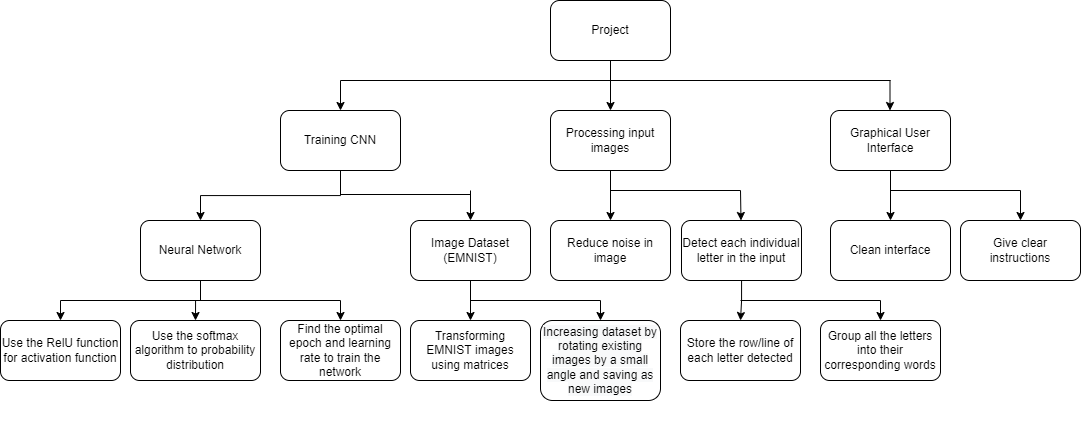 Project
Training CNN
Processing input
images
Graphical User
Interface
Neural Network
Image Dataset
(EMNIST)
Reduce noise in
image
Detect each individual
letter in the input
Clean interface
Give clear
instructions
Use the RelU function
for activation function
Use the softmax
algorithm to probability
distribution
Find the optimal
epoch and learning
rate to train the
network
Transforming
EMNIST images
using matrices
Increasing dataset by
rotating existing
images by a small
angle and saving as
new images
Store the row/line of
each letter detected
Group all the letters
into their
corresponding words